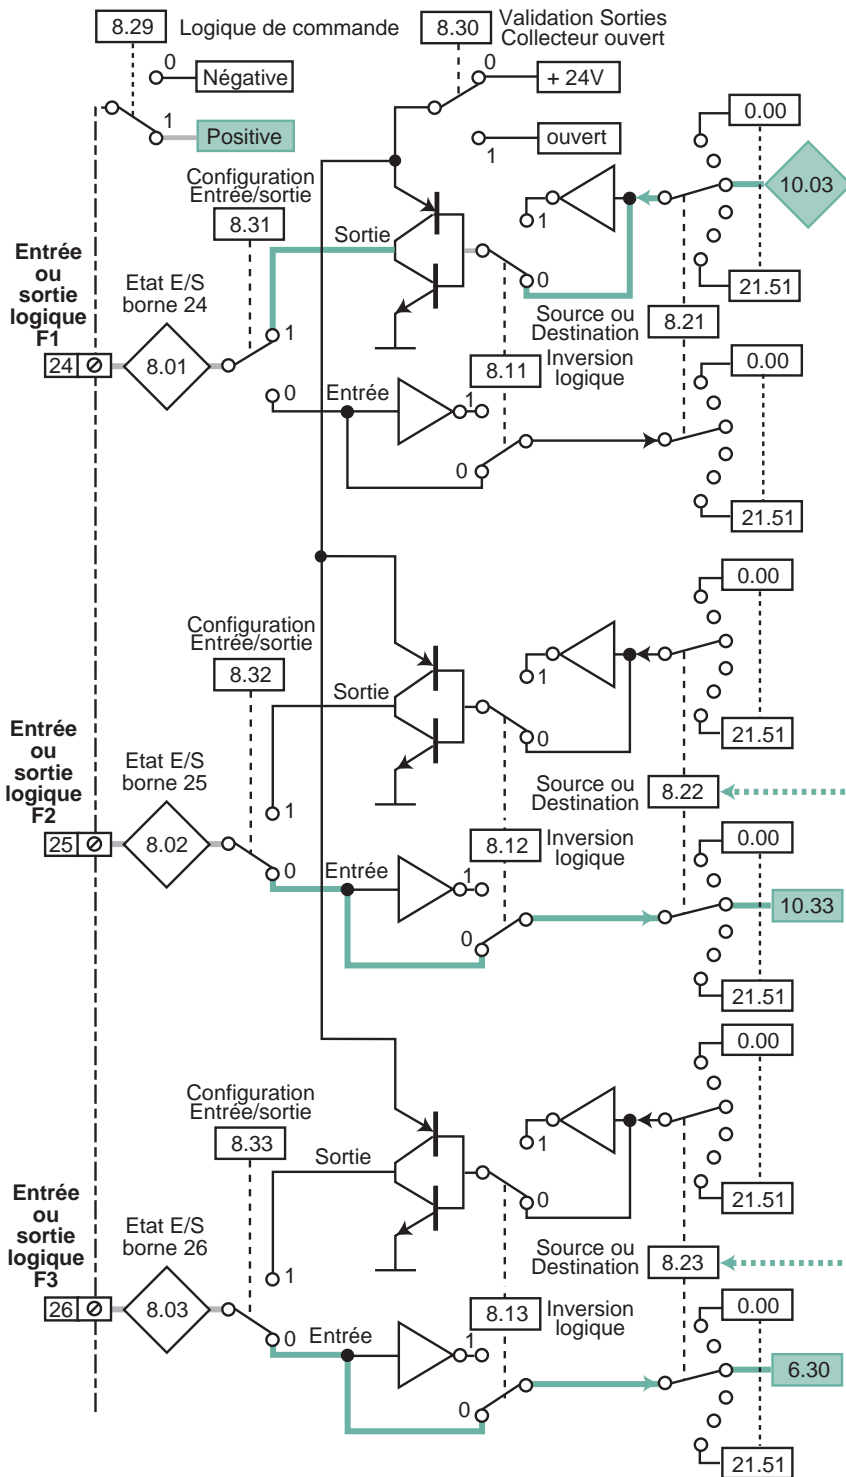 8.29
Logique de commande
8.30
Validation Sorties
Collecteur ouvert
0
Négative
1
Positive
0
+ 24V
ouvert
1
0.00
10.03
21.51
Configuration
Entrée/sortie
8.31
Sortie
1
0
Entrée
ou
sortie
logique
F1
Etat E/S
borne 24
24
8.01
1
0
Source ou
Destination
8.21
8.11
Inversion
logique
Entrée
1
0
0.00
21.51
Configuration
Entrée/sortie
8.32
Sortie
1
0
0.00
21.51
Entrée
ou
sortie
logique
F2
Etat E/S
borne 25
25
8.02
1
0
Source ou
Destination
8.22
8.12
Inversion
logique
Entrée
1
0
0.00
10.33
21.51
Configuration
Entrée/sortie
8.33
Sortie
1
0
0.00
21.51
Entrée
ou
sortie
logique
F3
Etat E/S
borne 26
26
8.03
1
0
Source ou
Destination
8.23
8.13
Inversion
logique
Entrée
1
0
0.00
6.30
21.51